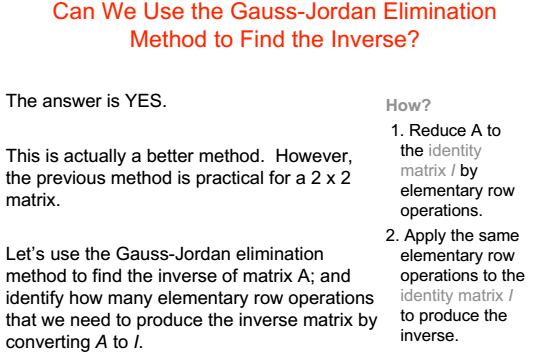 Can We Use the Gauss-Jordan Elimination
Method to Find the Inverse?
The answer is YES.
This is actually a better method. However,
the previous method is practical for a 2 x 2
matrix.
Let's use the Gauss-Jordan elimination
method to find the inverse of matrix A; and
identify how many elementary row operations
that we need to produce the inverse matrix by
converting A to I.
How?
1. Reduce A to
the identity
matrix I by
elementary row
operations.
2. Apply the same
elementary row
operations to the
identity matrix I
to produce the
inverse.